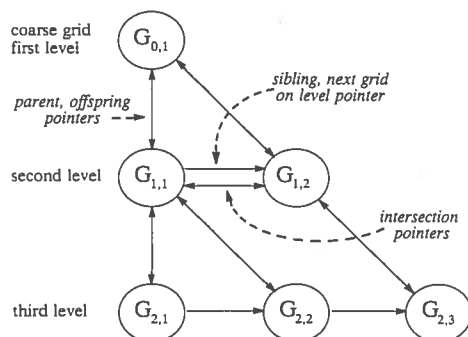 coarse grid
first level
G0,1
parent, offspring
pointers
sibling, next grid
on level pointer
second level
G1,1
G1,2
intersection
pointers
third level
G2,1
G2,2
G2,3